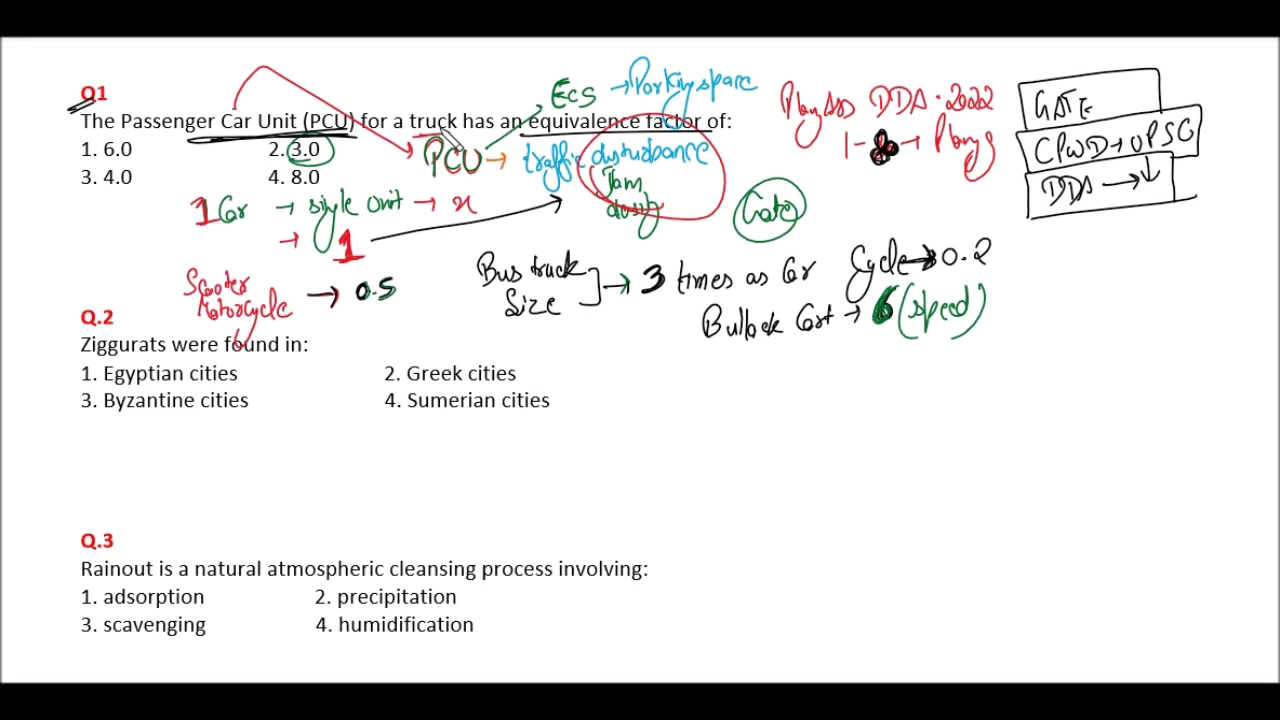 Q1
The Passenger Car Unit (PCU) for a truck has an equivalence factor of:
1. 6.0 2. 3.0
3. 4.0 4. 8.0
ECS → Parking space
PCU → traffic disturbance
Jam
1 Car → single unit → x
→ 1
Gate
Scooter
Motorcycle → 0.5
Bus truck
Size → 3 times as Car
Cycle → 0.2
Bullock Cart → 6 (speed)
DDA 2022
GATE
CPWD → UPSC
DDA → ↓
Q.2
Ziggurats were found in:
1. Egyptian cities 2. Greek cities
3. Byzantine cities 4. Sumerian cities
Q.3
Rainout is a natural atmospheric cleansing process involving:
1. adsorption 2. precipitation
3. scavenging 4. humidification